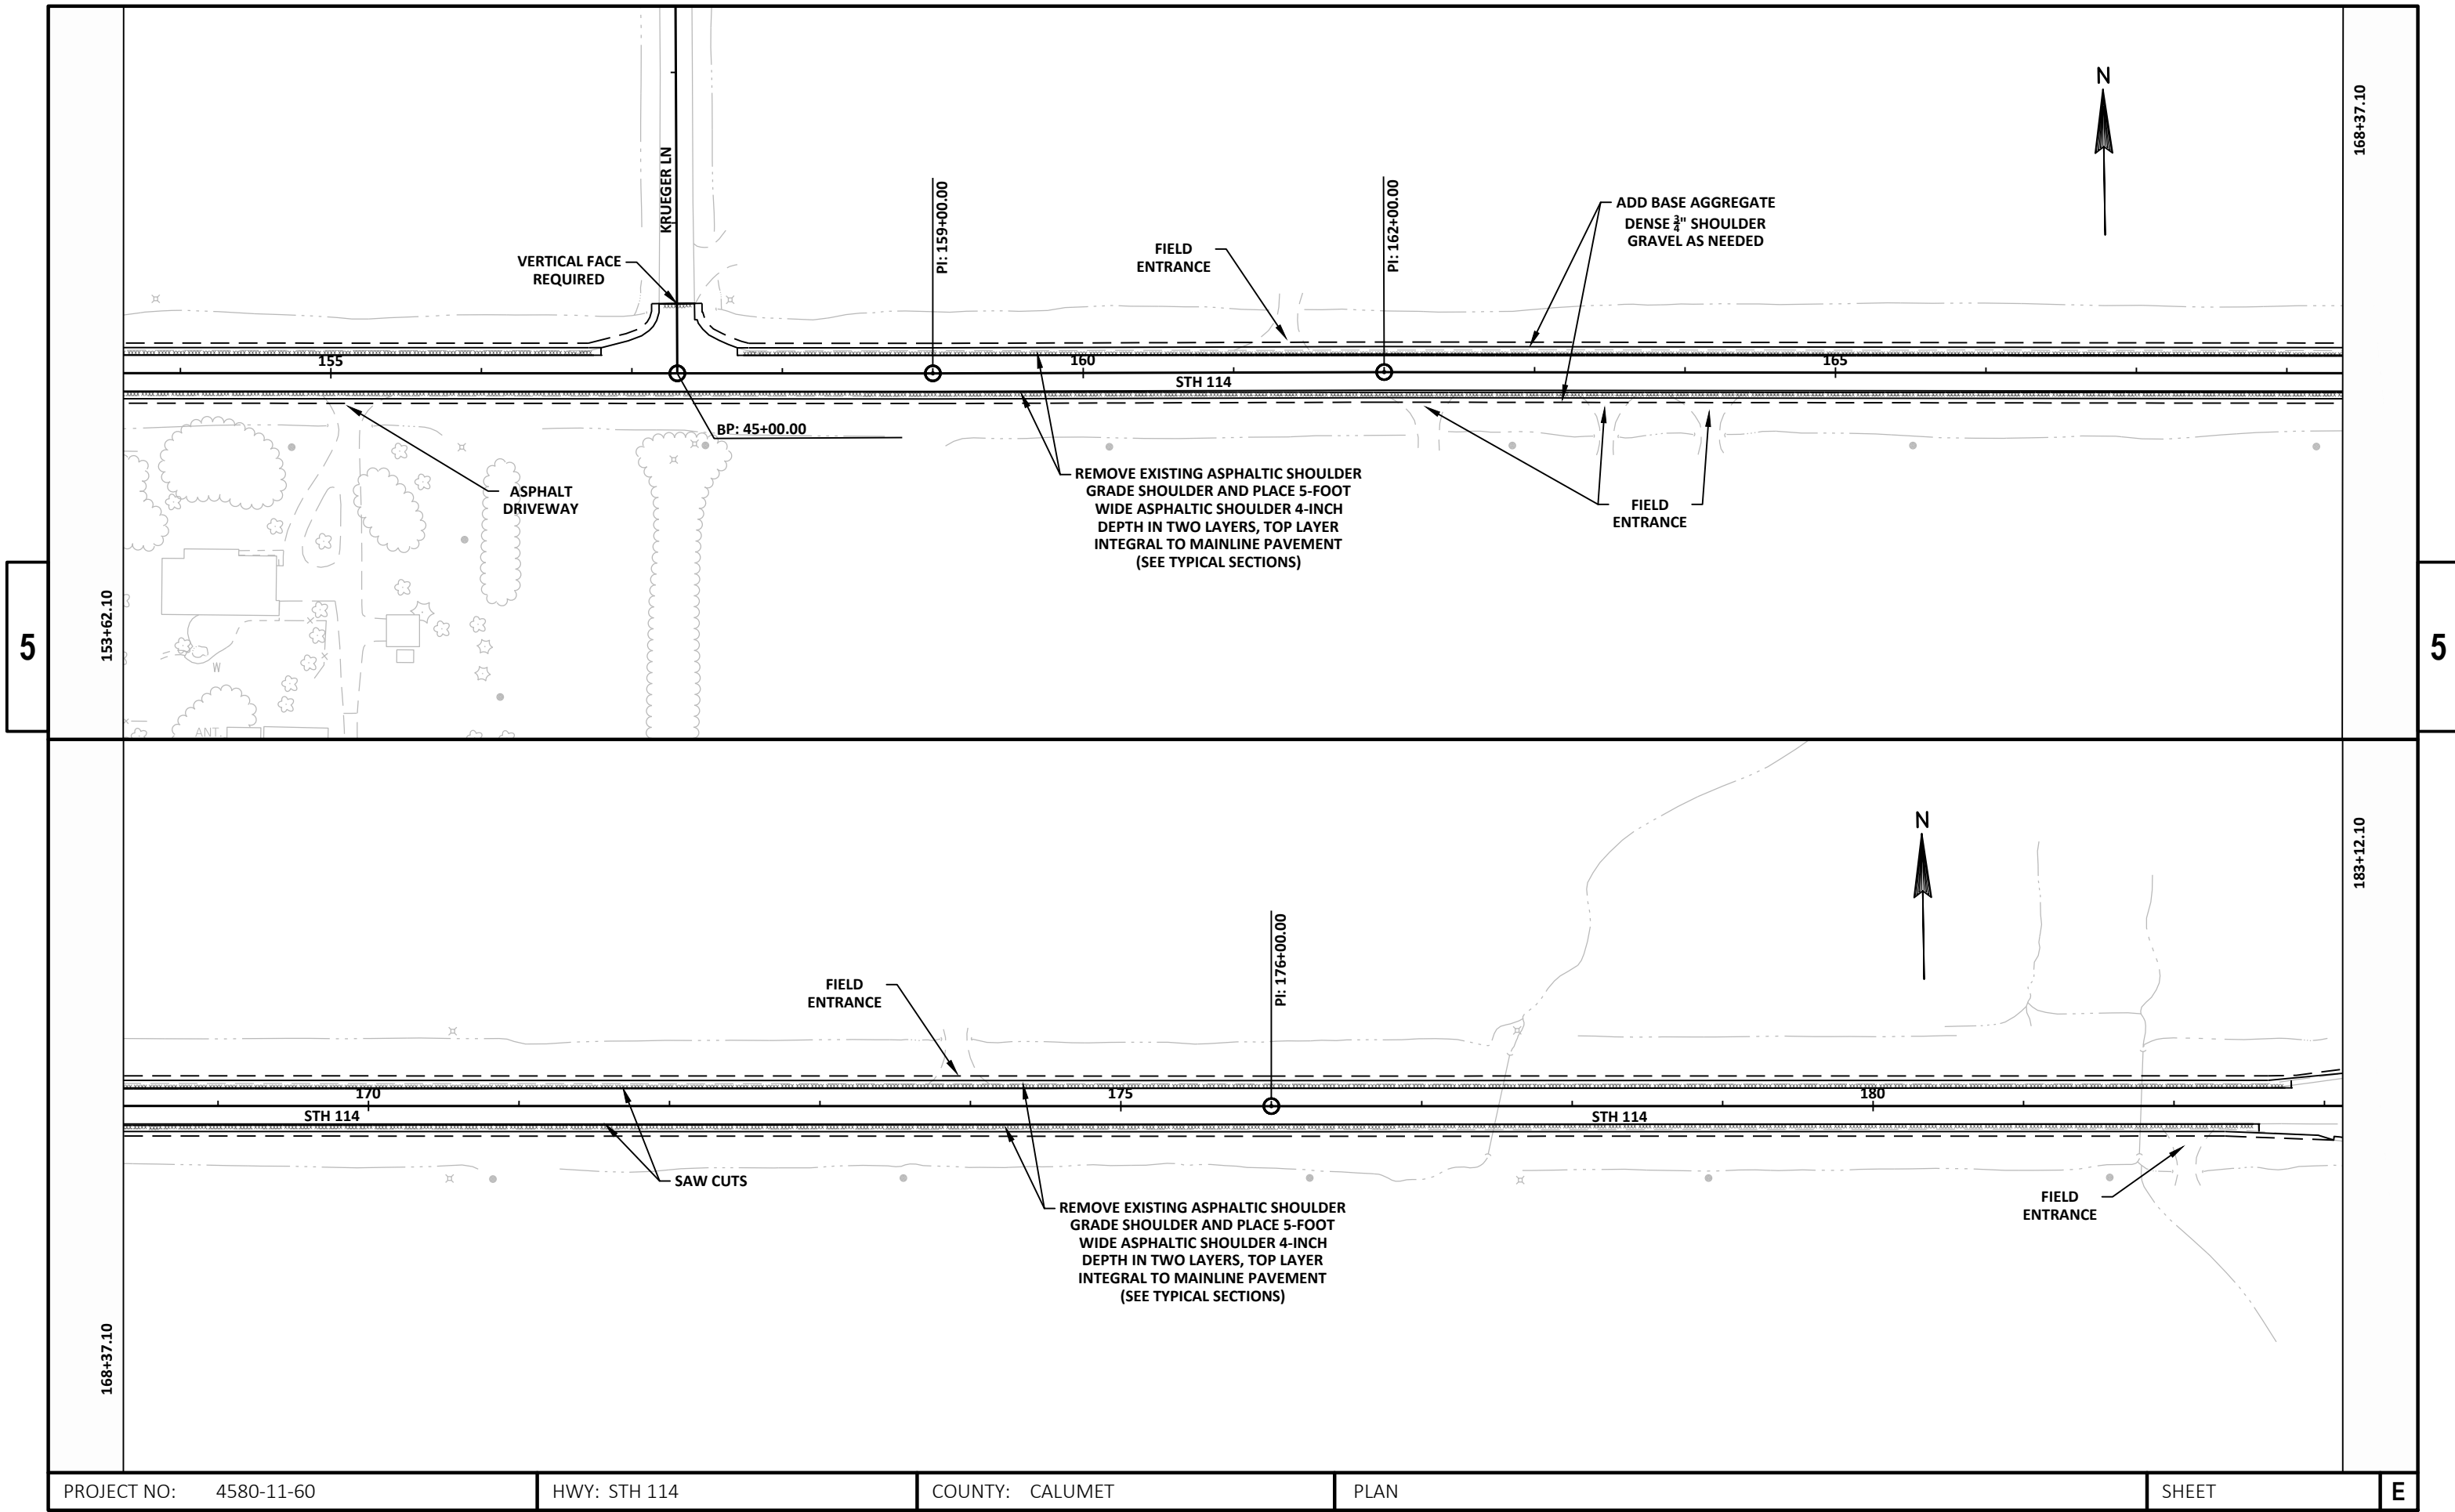 N
168+37.10
KRUEGER LN
PI: 159+00.00
PI: 162+00.00
ADD BASE AGGREGATE
DENSE 3/4" SHOULDER
GRAVEL AS NEEDED
VERTICAL FACE
REQUIRED
FIELD
ENTRANCE
155
160
165
STH 114
BP: 45+00.00
ASPHALT
DRIVEWAY
REMOVE EXISTING ASPHALTIC SHOULDER
GRADE SHOULDER AND PLACE 5-FOOT
WIDE ASPHALTIC SHOULDER 4-INCH
DEPTH IN TWO LAYERS, TOP LAYER
INTEGRAL TO MAINLINE PAVEMENT
(SEE TYPICAL SECTIONS)
FIELD
ENTRANCE
153+62.10
5
5
W
ANT.
N
183+12.10
PI: 176+00.00
FIELD
ENTRANCE
170
175
180
STH 114
STH 114
SAW CUTS
REMOVE EXISTING ASPHALTIC SHOULDER
GRADE SHOULDER AND PLACE 5-FOOT
WIDE ASPHALTIC SHOULDER 4-INCH
DEPTH IN TWO LAYERS, TOP LAYER
INTEGRAL TO MAINLINE PAVEMENT
(SEE TYPICAL SECTIONS)
FIELD
ENTRANCE
168+37.10
PROJECT NO: 4580-11-60
HWY: STH 114
COUNTY: CALUMET
PLAN
SHEET
E